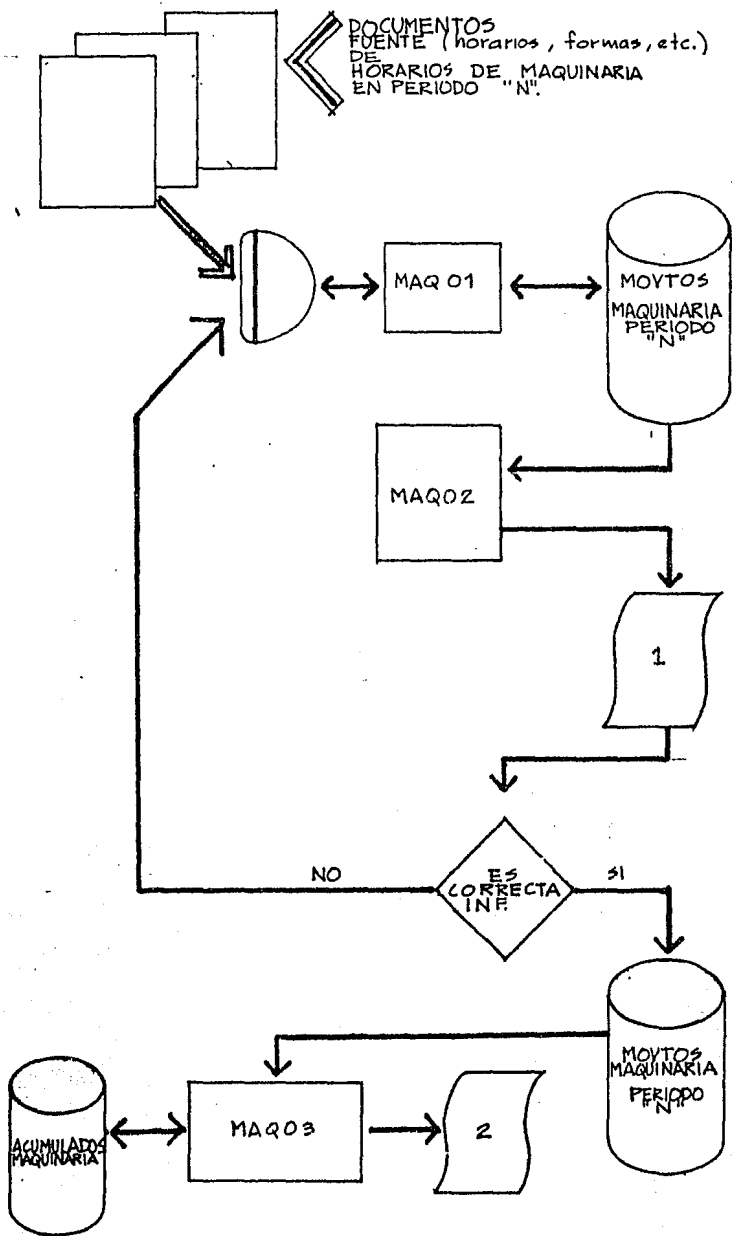 DOCUMENTOS
FUENTE (horarios, formas, etc.)
DE
HORARIOS DE MAQUINARIA
EN PERIODO "N".
MAQ 01
MOVTOS
MAQUINARIA
PERIODO
"N"
MAQ02
1
NO
ES
CORRECTA
INF.
SI
MOVTOS
MAQUINARIA
PERIODO
"N"
ACUMULADOS
MAQUINARIA
MAQ03
2